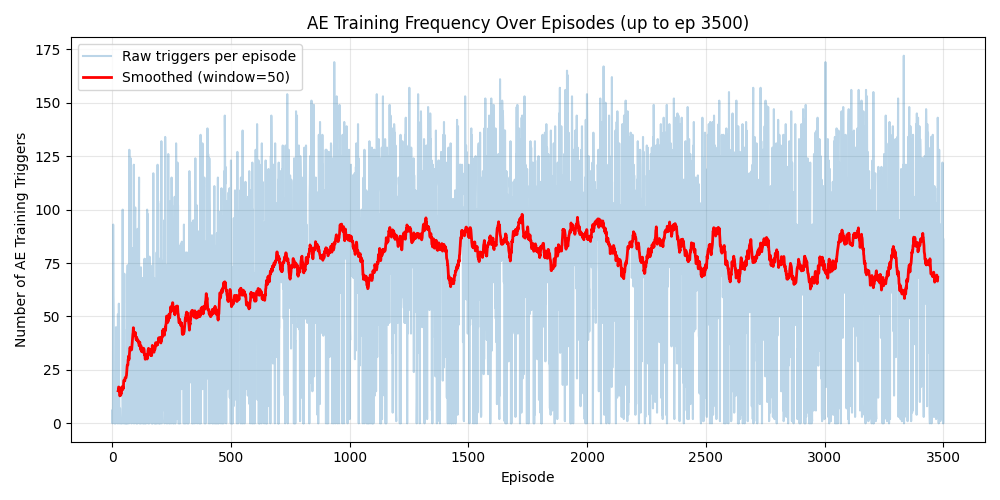 AE Training Frequency Over Episodes (up to ep 3500)
Raw triggers per episode
Smoothed (window=50)
Number of AE Training Triggers
175
150
125
100
75
50
25
0
0 500 1000 1500 2000 2500 3000 3500
Episode